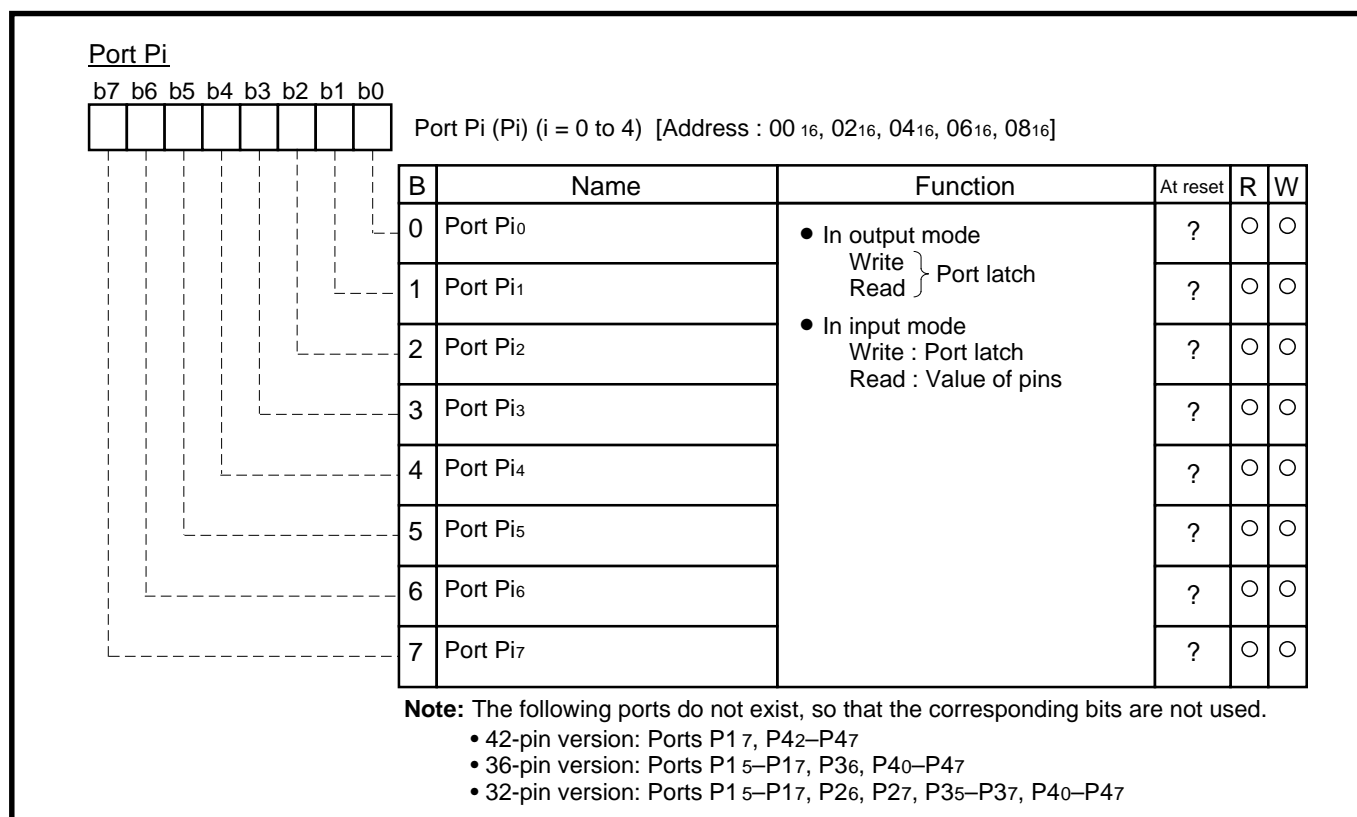 Port Pi
b7 b6 b5 b4 b3 b2 b1 b0
Port Pi (Pi) (i = 0 to 4) [Address : 00 16, 0216, 0416, 0616, 0816]
B Name Function At reset R W
0 Port Pi0 ? ○ ○
● In output mode
Write
Read } Port latch
1 Port Pi1 ? ○ ○
● In input mode
2 Port Pi2 ? ○ ○
Write : Port latch
Read : Value of pins
3 Port Pi3 ? ○ ○
4 Port Pi4 ? ○ ○
5 Port Pi5 ? ○ ○
6 Port Pi6 ? ○ ○
7 Port Pi7 ? ○ ○
Note: The following ports do not exist, so that the corresponding bits are not used.
• 42-pin version: Ports P1 7, P42–P47
• 36-pin version: Ports P1 5–P17, P36, P40–P47
• 32-pin version: Ports P1 5–P17, P26, P27, P35–P37, P40–P47